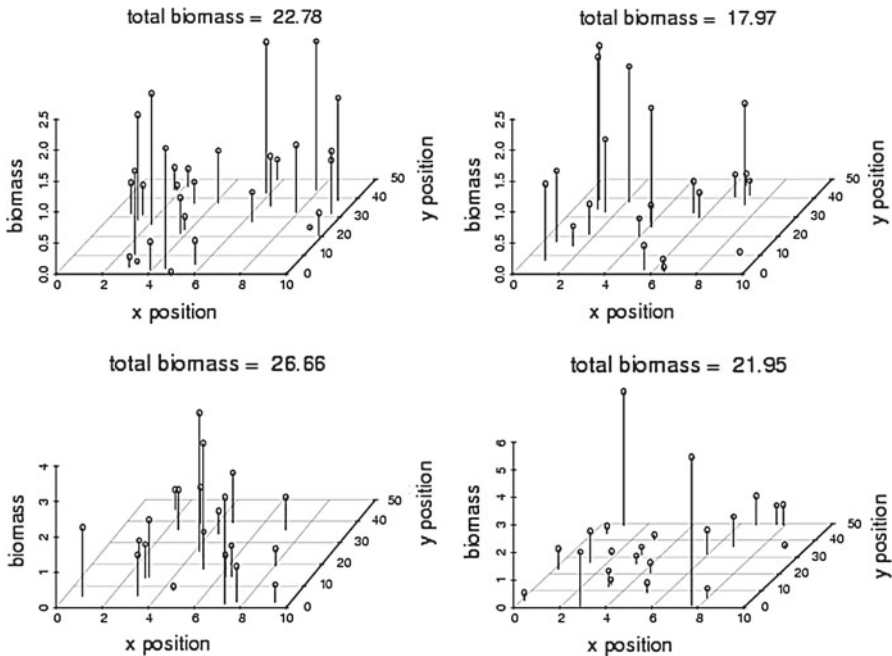 total biomass = 22.78
biomass
0.0 0.5 1.0 1.5 2.0 2.5
0 2 4 6 8 10
x position
0 10 20 30 40 50
y position
total biomass = 17.97
biomass
0.0 0.5 1.0 1.5 2.0 2.5
0 2 4 6 8 10
x position
0 10 20 30 40 50
y position
total biomass = 26.66
biomass
0 1 2 3 4
0 2 4 6 8 10
x position
0 10 20 30 40 50
y position
total biomass = 21.95
biomass
0 1 2 3 4 5 6
0 2 4 6 8 10
x position
0 10 20 30 40 50
y position